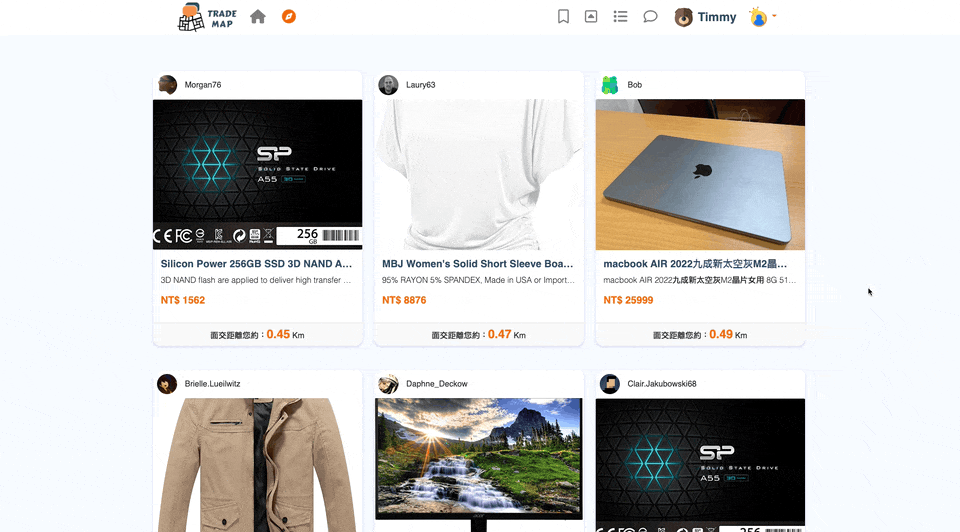 TRADE
MAP
Timmy
Morgan76
Laury63
Bob
SP
SOLID STATE DRIVE
A55
256
GB
Silicon Power 256GB SSD 3D NAND A...
MBJ Women's Solid Short Sleeve Boa...
macbook AIR 2022九成新太空灰M2晶...
3D NAND flash are applied to deliver high transfer ...
95% RAYON 5% SPANDEX, Made in USA or Import...
macbook AIR 2022九成新太空灰M2晶片女用 8G 51...
NT$ 1562
NT$ 8876
NT$ 25999
面交距離您約：0.45 Km
面交距離您約：0.47 Km
面交距離您約：0.49 Km
Brielle.Lueilwitz
Daphne_Deckow
Clair.Jakubowski68
acer
SP
SOLID STATE DRIVE
A55
256